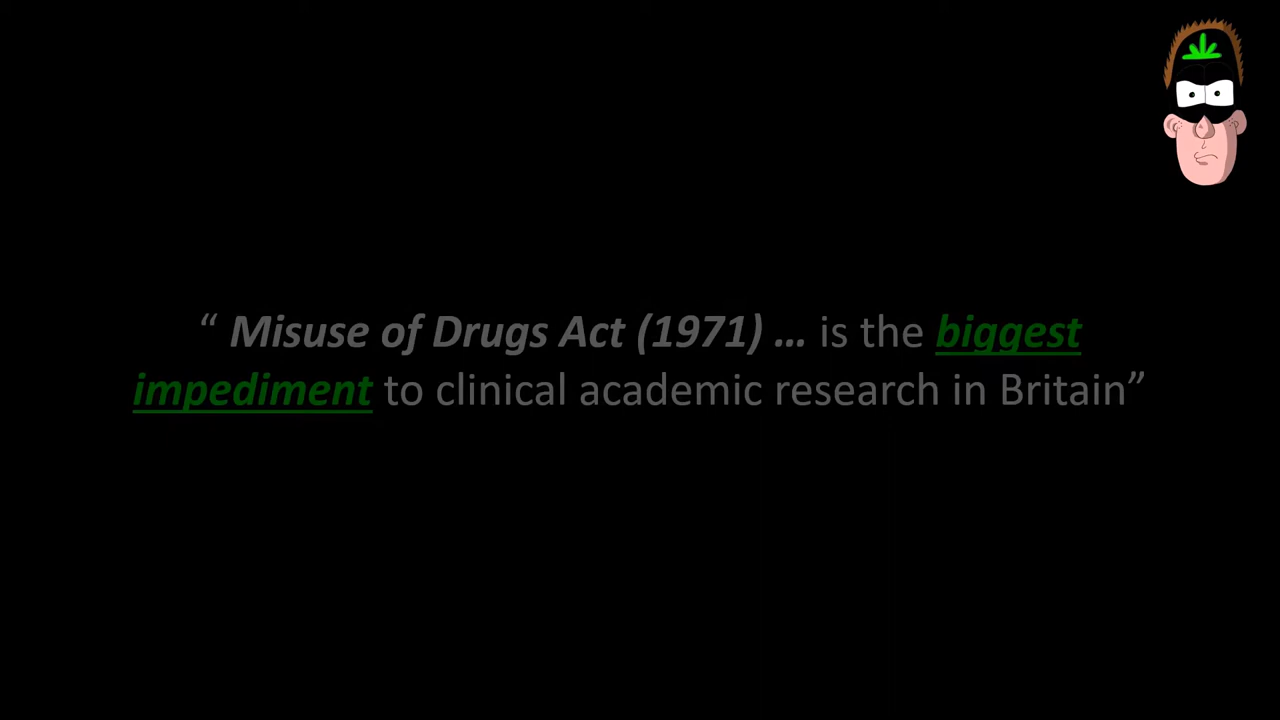 “ Misuse of Drugs Act (1971) … is the biggest
impediment to clinical academic research in Britain”